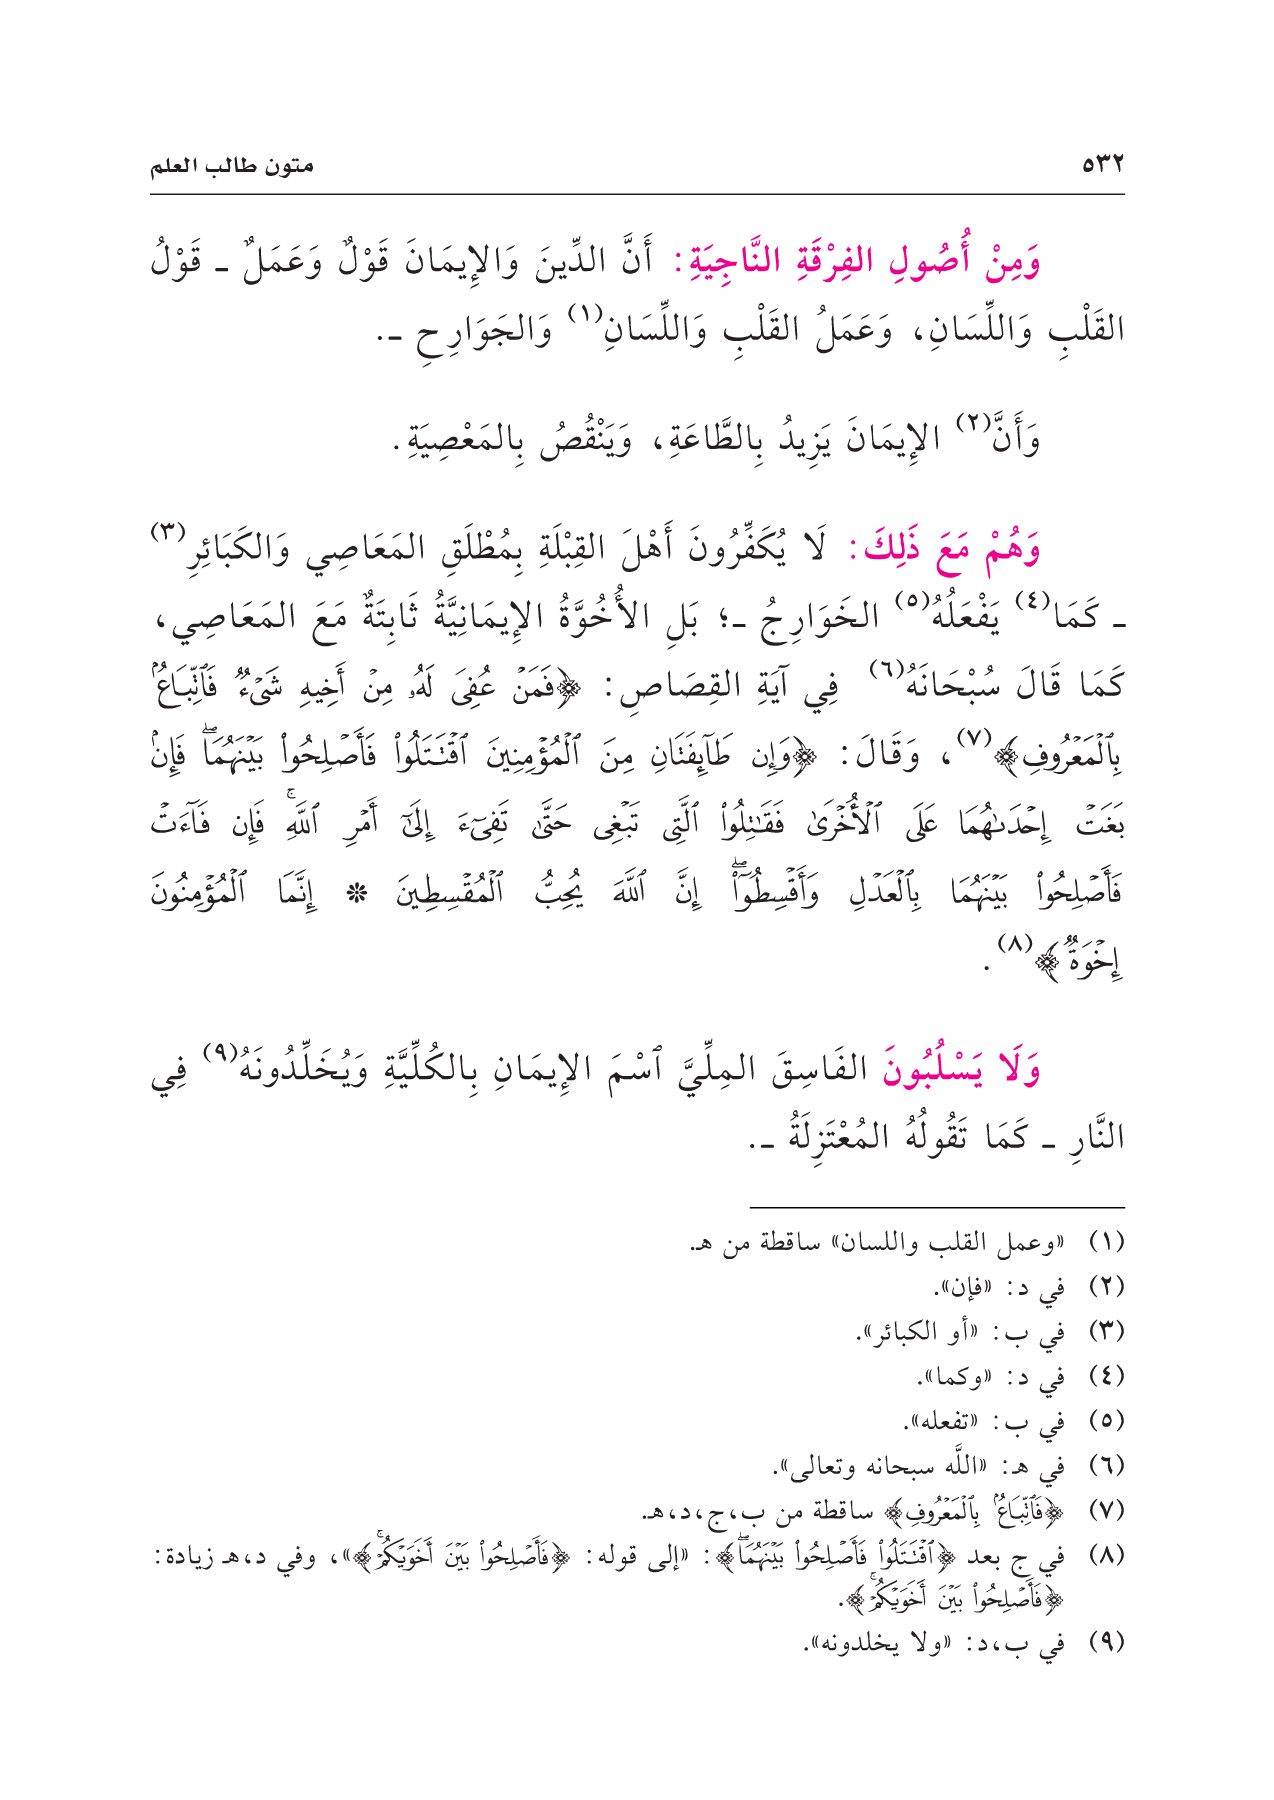 ٥٣٢ متون طالب العلم
وَمِنْ أُصُولِ الفِرْقَةِ النَّاجِيَةِ: أَنَّ الدِّينَ وَالإِيمَانَ قَوْلٌ وَعَمَلٌ ـ قَوْلُ
القَلْبِ وَاللِّسَانِ، وَعَمَلُ القَلْبِ وَاللِّسَانِ(١) وَالجَوَارِحِ ـ.
وَأَنَّ(٢) الإِيمَانَ يَزِيدُ بِالطَّاعَةِ، وَيَنْقُصُ بِالمَعْصِيَةِ.
وَهُمْ مَعَ ذَلِكَ: لَا يُكَفِّرُونَ أَهْلَ القِبْلَةِ بِمُطْلَقِ المَعَاصِي وَالكَبَائِرِ(٣)
ـ كَمَا(٤) يَفْعَلُهُ(٥) الخَوَارِجُ ـ؛ بَلِ الأُخُوَّةُ الإِيمَانِيَّةُ ثَابِتَةٌ مَعَ المَعَاصِي،
كَمَا قَالَ سُبْحَانَهُ(٦) فِي آيَةِ القِصَاصِ: ﴿فَمَنْ عُفِىَ لَهُۥ مِنْ أَخِيهِ شَىْءٌ فَٱتِّبَاعٌۢ
بِٱلْمَعْرُوفِ﴾(٧)، وَقَالَ: ﴿وَإِن طَآئِفَتَانِ مِنَ ٱلْمُؤْمِنِينَ ٱقْتَتَلُوا۟ فَأَصْلِحُوا۟ بَيْنَهُمَا ۖ فَإِنۢ
بَغَتْ إِحْدَىٰهُمَا عَلَى ٱلْأُخْرَىٰ فَقَٰتِلُوا۟ ٱلَّتِى تَبْغِى حَتَّىٰ تَفِىٓءَ إِلَىٰٓ أَمْرِ ٱللَّهِ ۚ فَإِن فَآءَتْ
فَأَصْلِحُوا۟ بَيْنَهُمَا بِٱلْعَدْلِ وَأَقْسِطُوٓا۟ ۖ إِنَّ ٱللَّهَ يُحِبُّ ٱلْمُقْسِطِينَ * إِنَّمَا ٱلْمُؤْمِنُونَ
إِخْوَةٌ﴾(٨).
وَلَا يَسْلُبُونَ الفَاسِقَ المِلِّيَّ ٱسْمَ الإِيمَانِ بِالكُلِّيَّةِ وَيُخَلِّدُونَهُ(٩) فِي
النَّارِ ـ كَمَا تَقُولُهُ المُعْتَزِلَةُ ـ.
(١) «وعمل القلب واللسان» ساقطة من هـ.
(٢) في د: «فإن».
(٣) في ب: «أو الكبائر».
(٤) في د: «وكما».
(٥) في ب: «تفعله».
(٦) في هـ: «اللَّه سبحانه وتعالى».
(٧) ﴿فَٱتِّبَاعٌۢ بِٱلْمَعْرُوفِ﴾ ساقطة من ب،ج،د،هـ.
(٨) في ج بعد ﴿ٱقْتَتَلُوا۟ فَأَصْلِحُوا۟ بَيْنَهُمَا ۖ﴾: «إلى قوله: ﴿فَأَصْلِحُوا۟ بَيْنَ أَخَوَيْكُمْ ۚ﴾»، وفي د،هـ زيادة:
﴿فَأَصْلِحُوا۟ بَيْنَ أَخَوَيْكُمْ ۚ﴾.
(٩) في ب،د: «ولا يخلدونه».